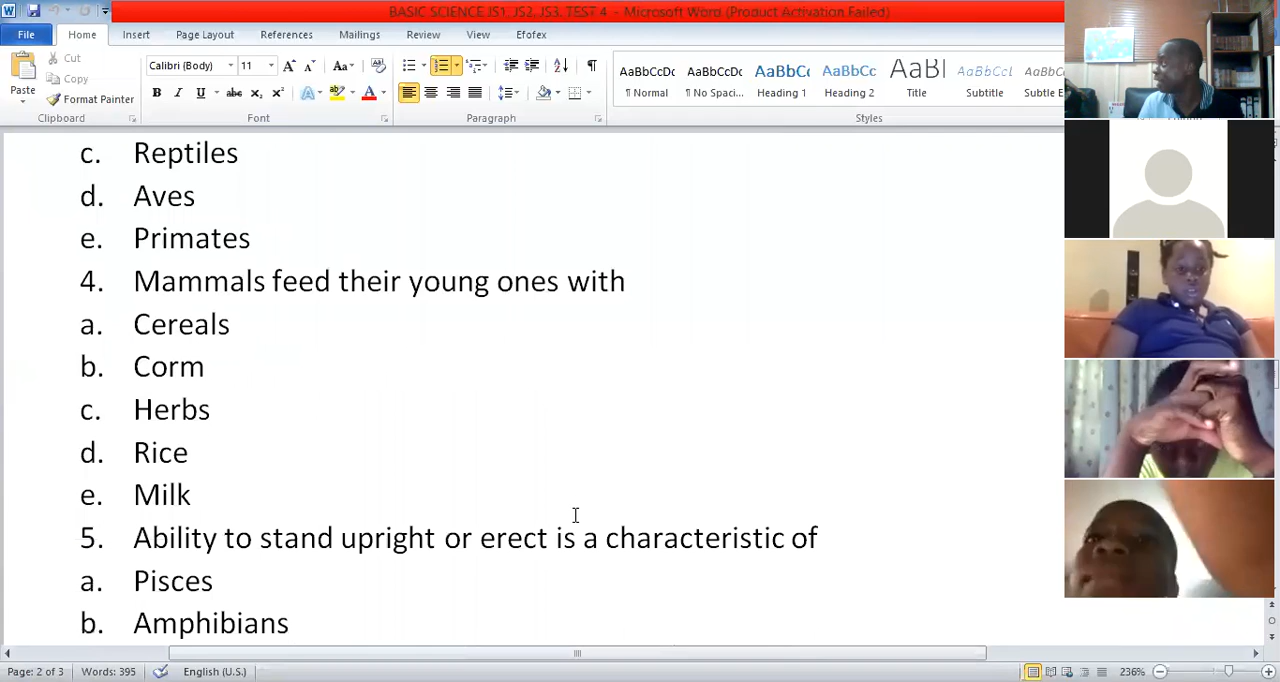 BASIC SCIENCE JS1. JS2. JS3. TEST 4 - Microsoft Word (Product Activation Failed)
File Home Insert Page Layout References Mailings Review View Efofex
Cut
Copy
Format Painter
Paste
Calibri (Body) 11
AaBbCcDc AaBbCcDc AaBbCc AaBbCc AaBl AaBbCcL AaBbCc
¶ Normal ¶ No Spaci... Heading 1 Heading 2 Title Subtitle Subtle E
Clipboard Font Paragraph Styles
c. Reptiles
d. Aves
e. Primates
4. Mammals feed their young ones with
a. Cereals
b. Corm
c. Herbs
d. Rice
e. Milk
5. Ability to stand upright or erect is a characteristic of
a. Pisces
b. Amphibians
Page: 2 of 3 Words: 395 English (U.S.) 236%